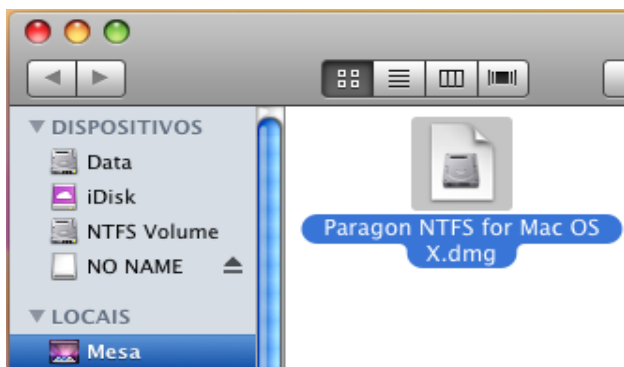 DISPOSITIVOS
Data
iDisk
NTFS Volume
NO NAME
LOCAIS
Mesa
Paragon NTFS for Mac OS
X.dmg